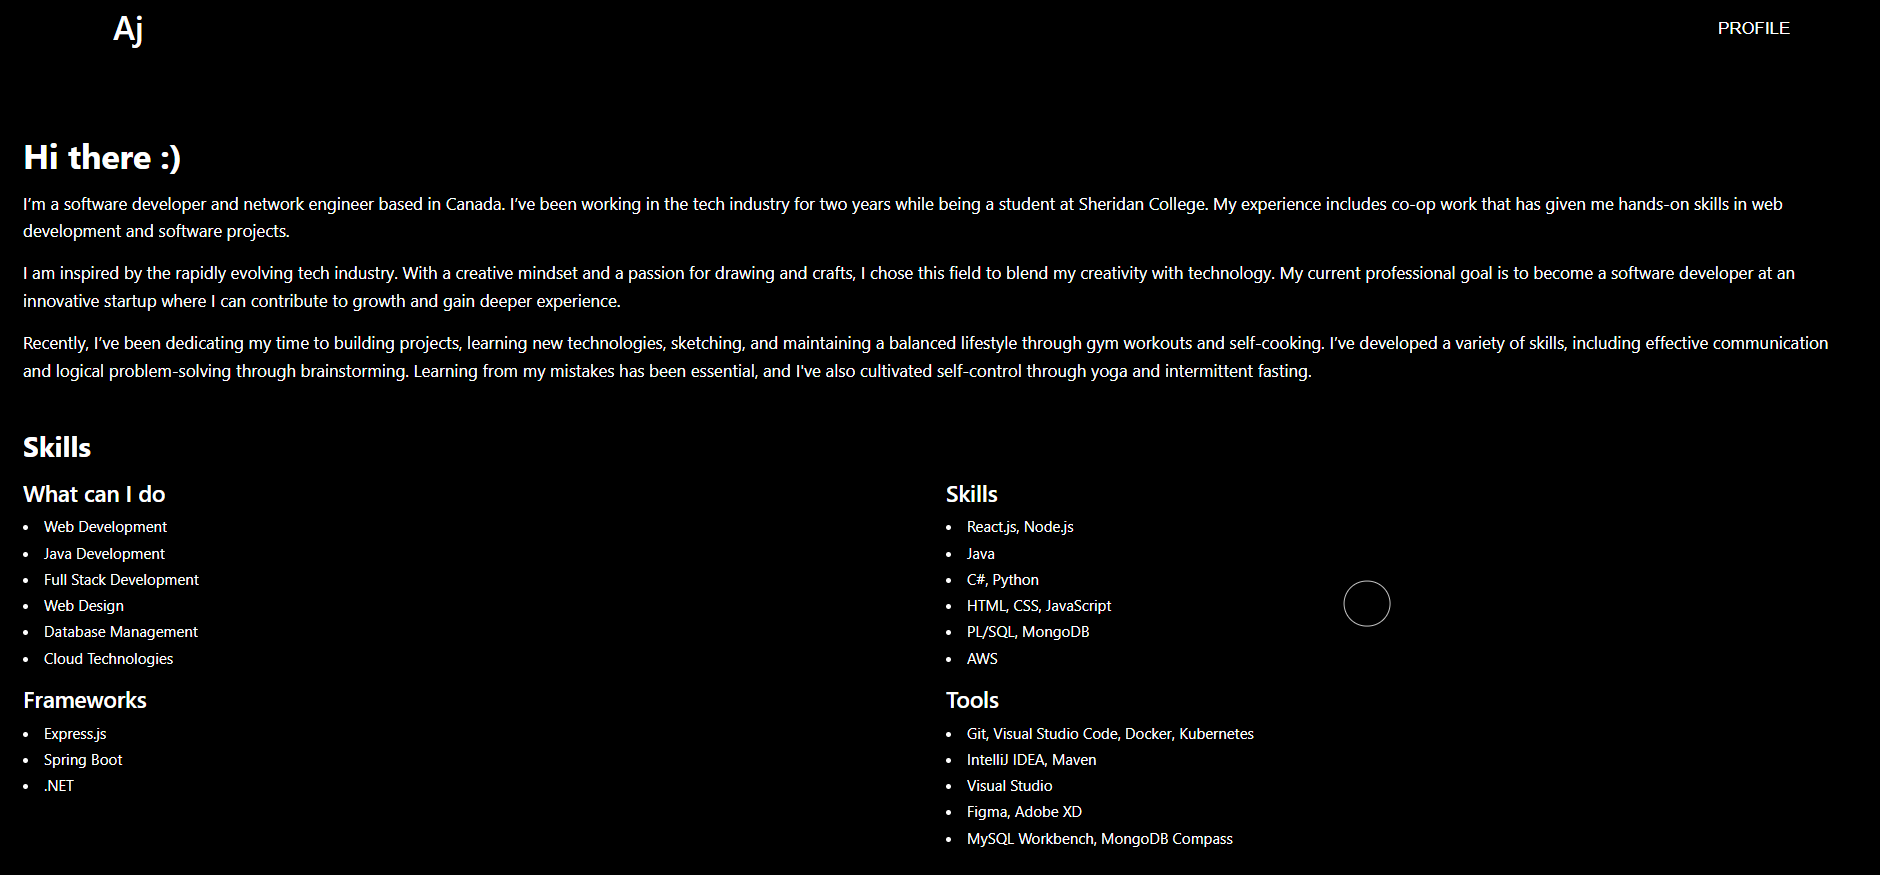 Aj
PROFILE
Hi there :)
I’m a software developer and network engineer based in Canada. I’ve been working in the tech industry for two years while being a student at Sheridan College. My experience includes co-op work that has given me hands-on skills in web
development and software projects.
I am inspired by the rapidly evolving tech industry. With a creative mindset and a passion for drawing and crafts, I chose this field to blend my creativity with technology. My current professional goal is to become a software developer at an
innovative startup where I can contribute to growth and gain deeper experience.
Recently, I’ve been dedicating my time to building projects, learning new technologies, sketching, and maintaining a balanced lifestyle through gym workouts and self-cooking. I’ve developed a variety of skills, including effective communication
and logical problem-solving through brainstorming. Learning from my mistakes has been essential, and I've also cultivated self-control through yoga and intermittent fasting.
Skills
What can I do
• Web Development
• Java Development
• Full Stack Development
• Web Design
• Database Management
• Cloud Technologies
Skills
• React.js, Node.js
• Java
• C#, Python
• HTML, CSS, JavaScript
• PL/SQL, MongoDB
• AWS
Frameworks
• Express.js
• Spring Boot
• .NET
Tools
• Git, Visual Studio Code, Docker, Kubernetes
• IntelliJ IDEA, Maven
• Visual Studio
• Figma, Adobe XD
• MySQL Workbench, MongoDB Compass